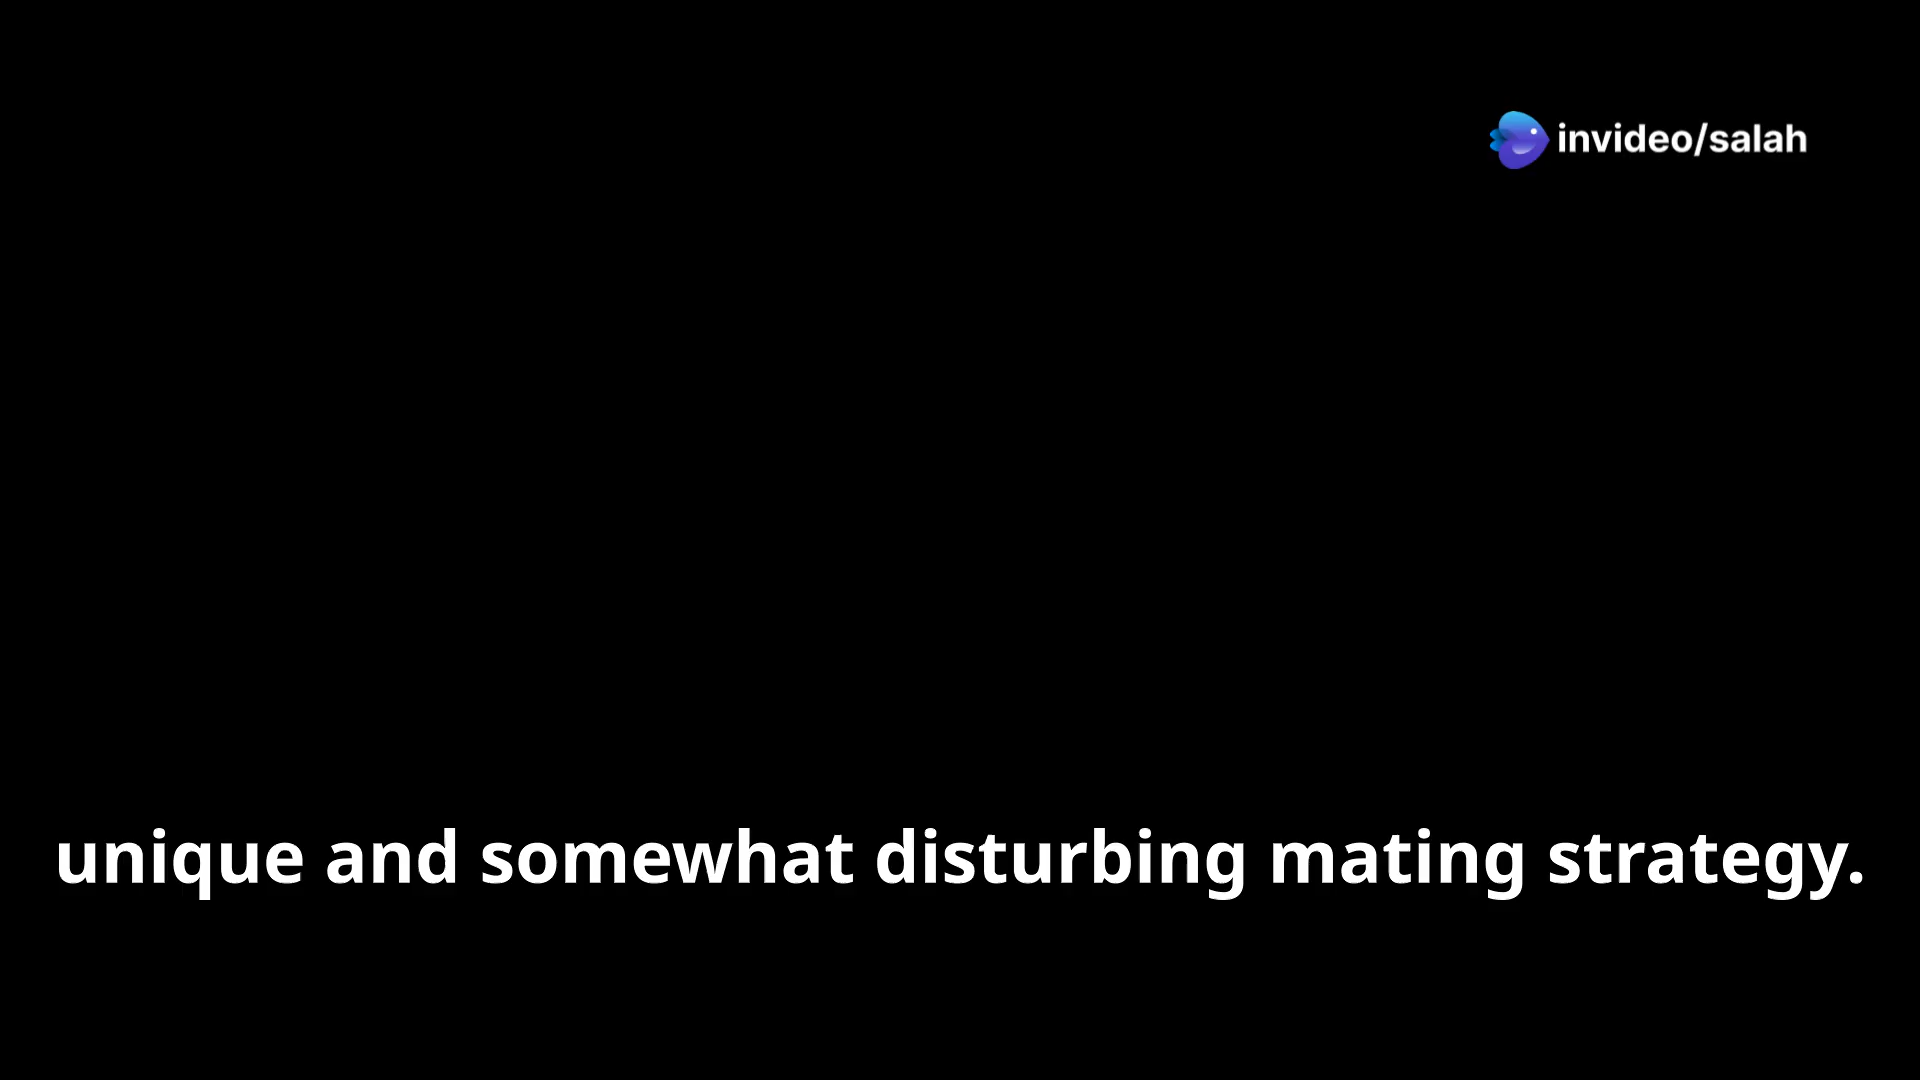 invideo/salah
unique and somewhat disturbing mating strategy.